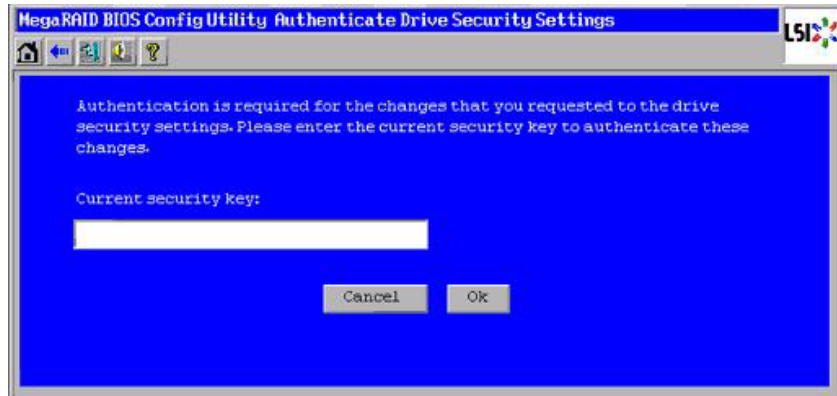 MegaRAID BIOS Config Utility Authenticate Drive Security Settings
LSI
Authentication is required for the changes that you requested to the drive
security settings. Please enter the current security key to authenticate these
changes.
Current security key:
Cancel Ok